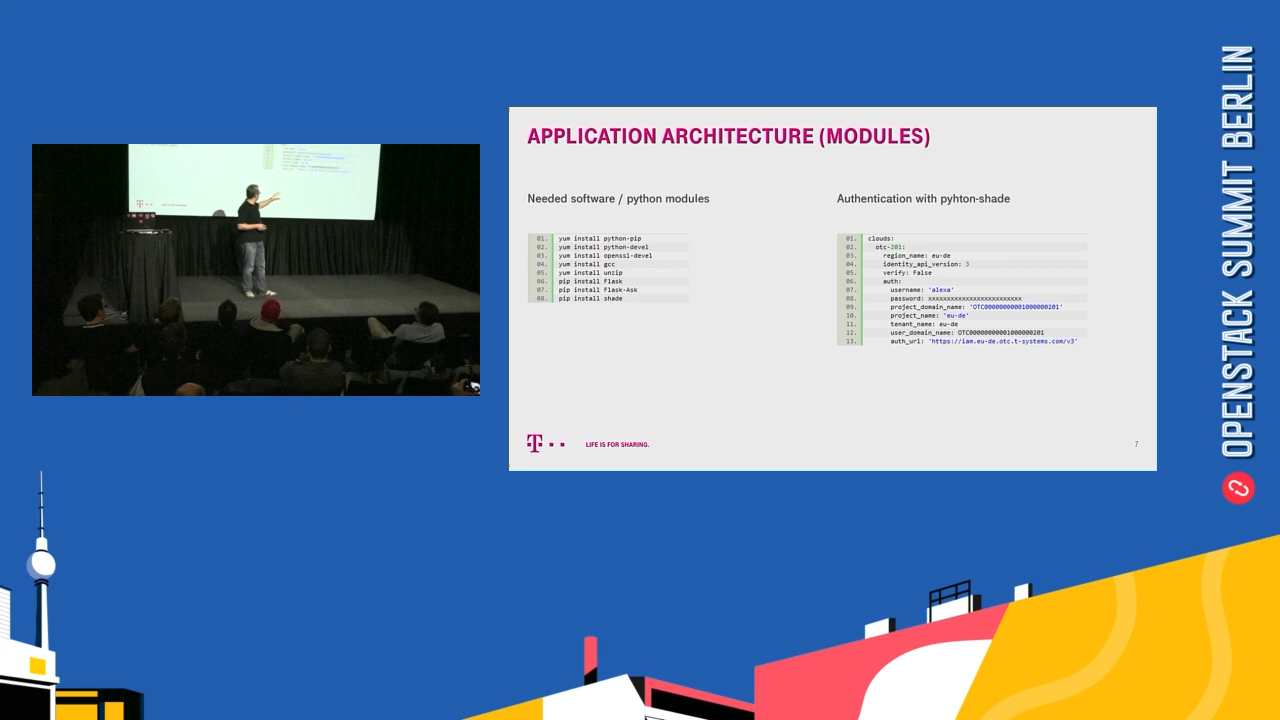 APPLICATION ARCHITECTURE (MODULES)
Needed software / python modules
01. yum install python-pip
02. yum install python-devel
03. yum install openssl-devel
04. yum install gcc
05. yum install unzip
06. pip install Flask
07. pip install Flask-Ask
08. pip install shade
Authentication with pyhton-shade
01. clouds:
02. otc-201:
03. region_name: eu-de
04. identity_api_version: 3
05. verify: False
06. auth:
07. username: 'alexa'
08. password: xxxxxxxxxxxxxxxxxxxxxxxxx
09. project_domain_name: 'OTC00000000001000000201'
10. project_name: 'eu-de'
11. tenant_name: eu-de
12. user_domain_name: OTC00000000001000000201
13. auth_url: 'https://iam.eu-de.otc.t-systems.com/v3'
T
LIFE IS FOR SHARING.
7
OPENSTACK SUMMIT BERLIN